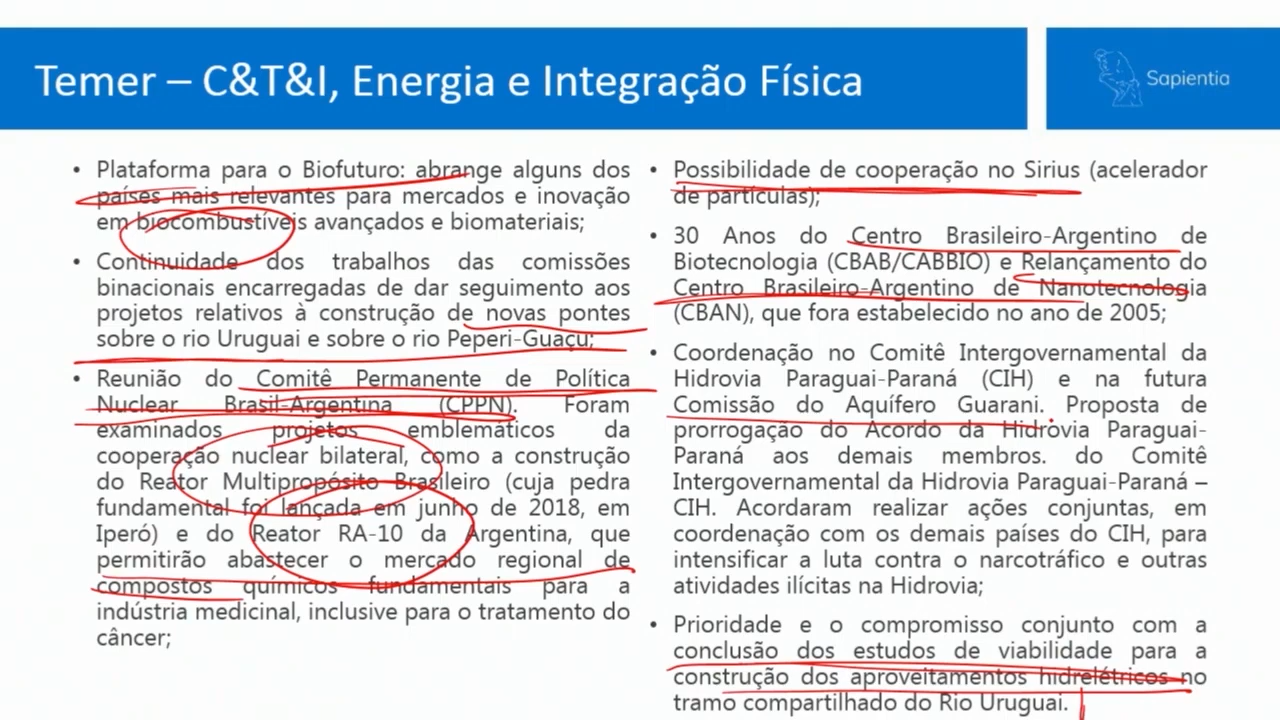 Temer – C&T&I, Energia e Integração Física
Sapientia
• Plataforma para o Biofuturo: abrange alguns dos
países mais relevantes para mercados e inovação
em biocombustíveis avançados e biomateriais;
• Continuidade dos trabalhos das comissões
binacionais encarregadas de dar seguimento aos
projetos relativos à construção de novas pontes
sobre o rio Uruguai e sobre o rio Peperi-Guaçu;
• Reunião do Comitê Permanente de Política
Nuclear Brasil-Argentina (CPPN). Foram
examinados projetos emblemáticos da
cooperação nuclear bilateral, como a construção
do Reator Multipropósito Brasileiro (cuja pedra
fundamental foi lançada em junho de 2018, em
Iperó) e do Reator RA-10 da Argentina, que
permitirão abastecer o mercado regional de
compostos químicos fundamentais para a
indústria medicinal, inclusive para o tratamento do
câncer;
• Possibilidade de cooperação no Sirius (acelerador
de partículas);
• 30 Anos do Centro Brasileiro-Argentino de
Biotecnologia (CBAB/CABBIO) e Relançamento do
Centro Brasileiro-Argentino de Nanotecnologia
(CBAN), que fora estabelecido no ano de 2005;
• Coordenação no Comitê Intergovernamental da
Hidrovia Paraguai-Paraná (CIH) e na futura
Comissão do Aquífero Guarani. Proposta de
prorrogação do Acordo da Hidrovia Paraguai-
Paraná aos demais membros. do Comitê
Intergovernamental da Hidrovia Paraguai-Paraná –
CIH. Acordaram realizar ações conjuntas, em
coordenação com os demais países do CIH, para
intensificar a luta contra o narcotráfico e outras
atividades ilícitas na Hidrovia;
• Prioridade e o compromisso conjunto com a
conclusão dos estudos de viabilidade para a
construção dos aproveitamentos hidrelétricos no
tramo compartilhado do Rio Uruguai.